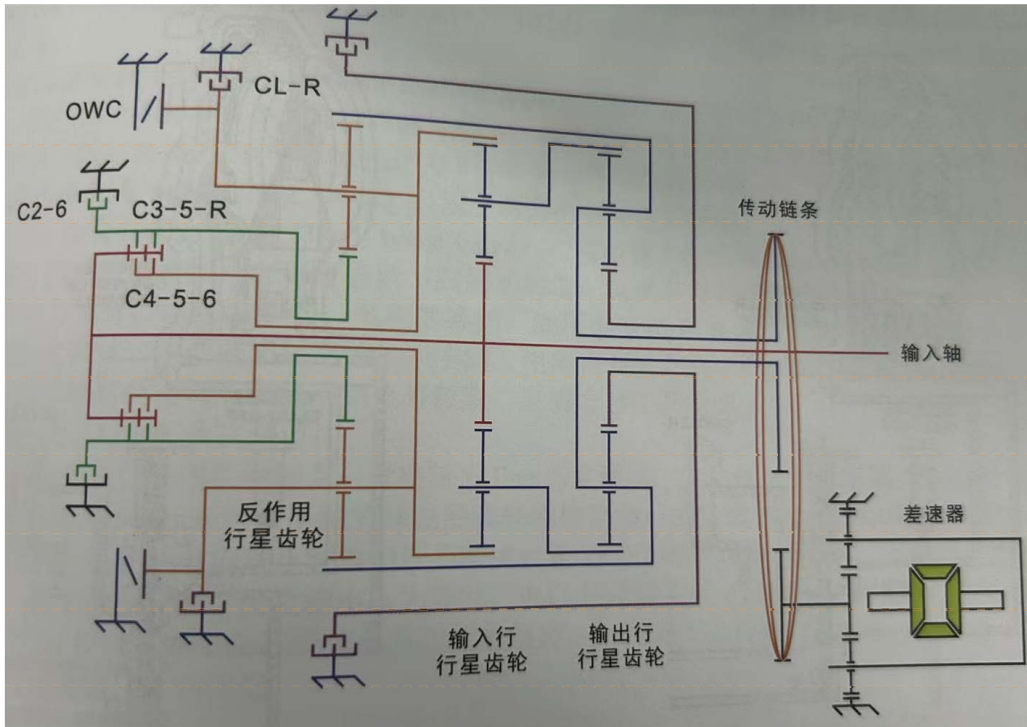 CL-R
OWC
C2-6
C3-5-R
C4-5-6
传动链条
输入轴
反作用
行星齿轮
差速器
输入行
行星齿轮
输出行
行星齿轮